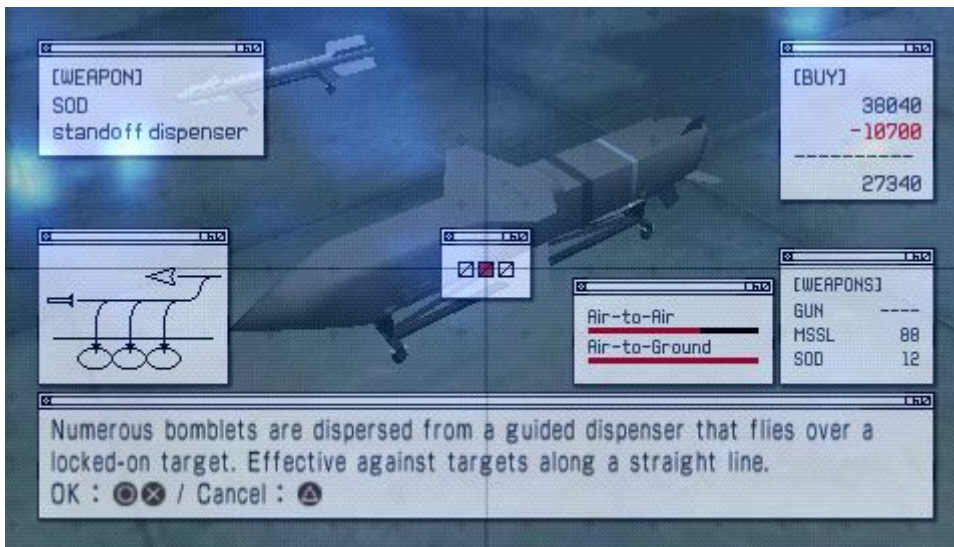 [WEAPON]
SOD
standoff dispenser
[BUY]
38040
-10700
-----------
27340
Air-to-Air
Air-to-Ground
[WEAPONS]
GUN ----
MSSL 88
SOD 12
Numerous bomblets are dispersed from a guided dispenser that flies over a
locked-on target. Effective against targets along a straight line.
OK : ◎⊗ / Cancel : △